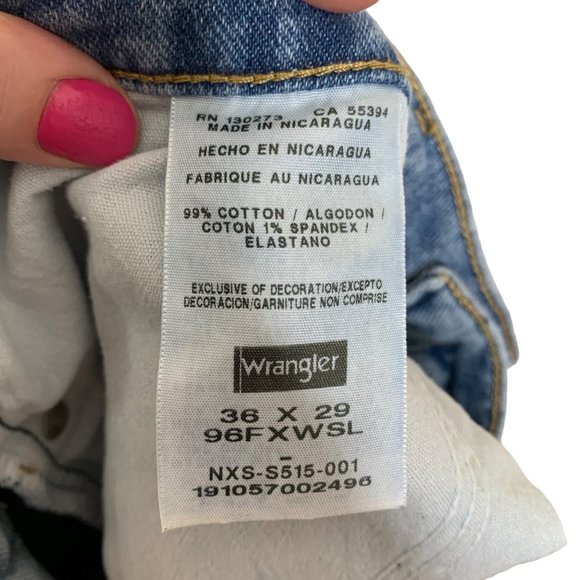 RN 130273 CA 55394
MADE IN NICARAGUA
HECHO EN NICARAGUA
FABRIQUE AU NICARAGUA
99% COTTON / ALGODON /
COTON 1% SPANDEX /
ELASTANO
EXCLUSIVE OF DECORATION/EXCEPTO
DECORACION/GARNITURE NON COMPRISE
Wrangler
36 X 29
96FXWSL
-
NXS-S515-001
191057002496